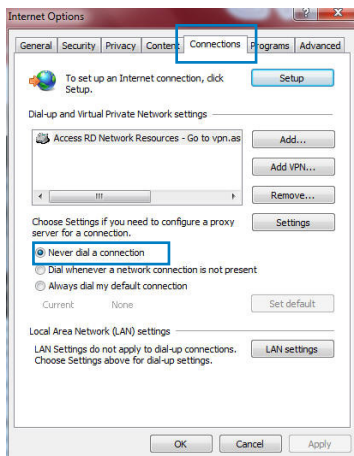 Internet Options
?
X
General Security Privacy Content Connections Programs Advanced
To set up an Internet connection, click
Setup.
Setup
Dial-up and Virtual Private Network settings
Access RD Network Resources - Go to vpn.as
Add...
Add VPN...
Remove...
Choose Settings if you need to configure a proxy
server for a connection.
Settings
Never dial a connection
Dial whenever a network connection is not present
Always dial my default connection
Current None
Set default
Local Area Network (LAN) settings
LAN Settings do not apply to dial-up connections.
Choose Settings above for dial-up settings.
LAN settings
OK Cancel Apply